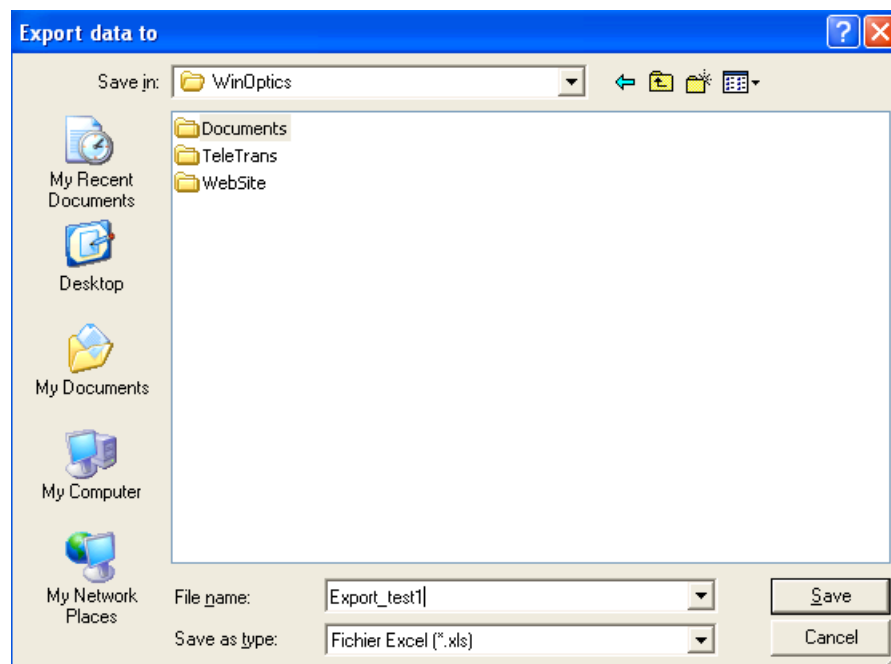 Export data to
Save in: WinOptics
Documents
TeleTrans
WebSite
My Recent
Documents
Desktop
My Documents
My Computer
My Network
Places
File name: Export_test1 Save
Save as type: Fichier Excel (*.xls) Cancel